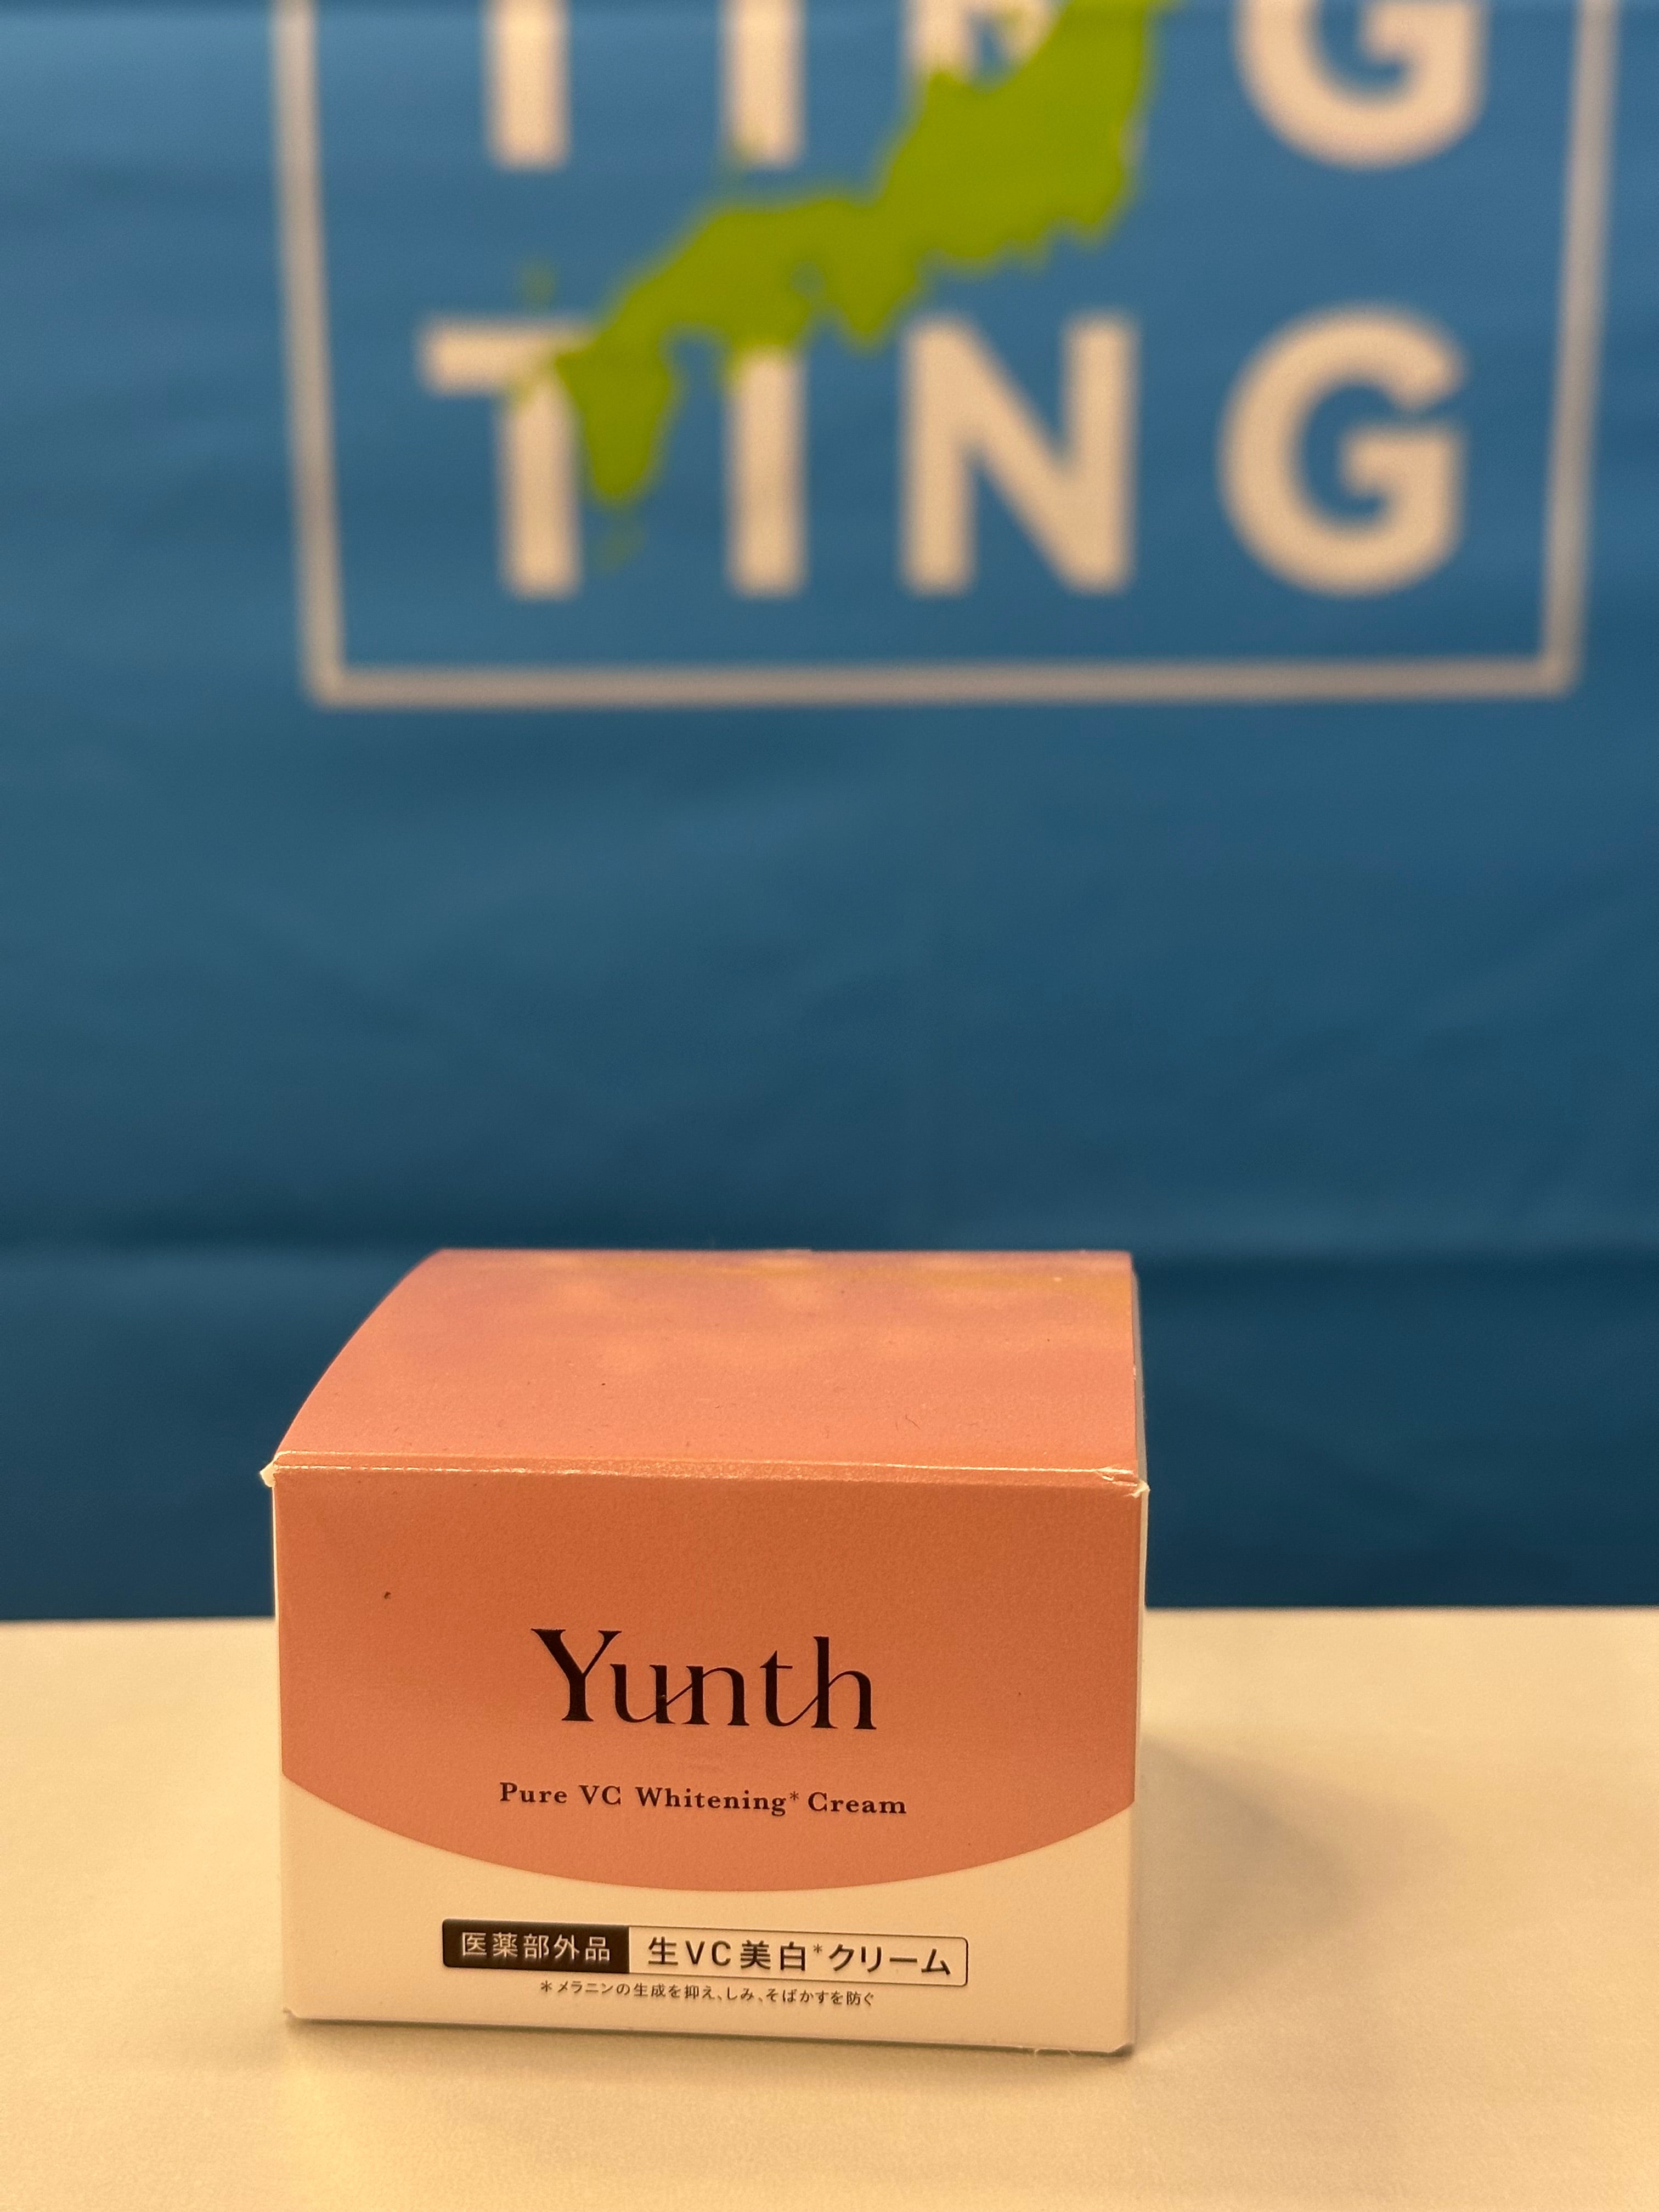 TING
Yunth
Pure VC Whitening* Cream
医薬部外品 生VC美白*クリーム
*メラニンの生成を抑え、しみ、そばかすを防ぐ